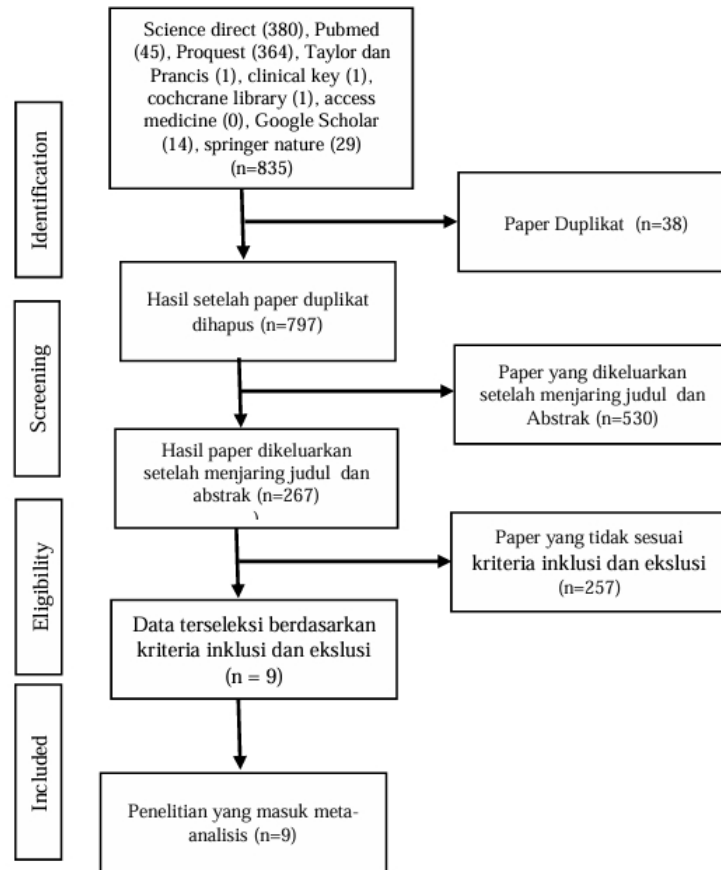 Science direct (380), Pubmed
(45), Proquest (364), Taylor dan
Prancis (1), clinical key (1),
cochcrane library (1), access
medicine (0), Google Scholar
(14), springer nature (29)
(n=835)
Identification
Paper Duplikat (n=38)
Hasil setelah paper duplikat
dihapus (n=797)
Screening
Paper yang dikeluarkan
setelah menjaring judul dan
Abstrak (n=530)
Hasil paper dikeluarkan
setelah menjaring judul dan
abstrak (n=267)
)
Eligibility
Paper yang tidak sesuai
kriteria inklusi dan ekslusi
(n=257)
Data terseleksi berdasarkan
kriteria inklusi dan ekslusi
(n = 9)
Included
Penelitian yang masuk meta-
analisis (n=9)